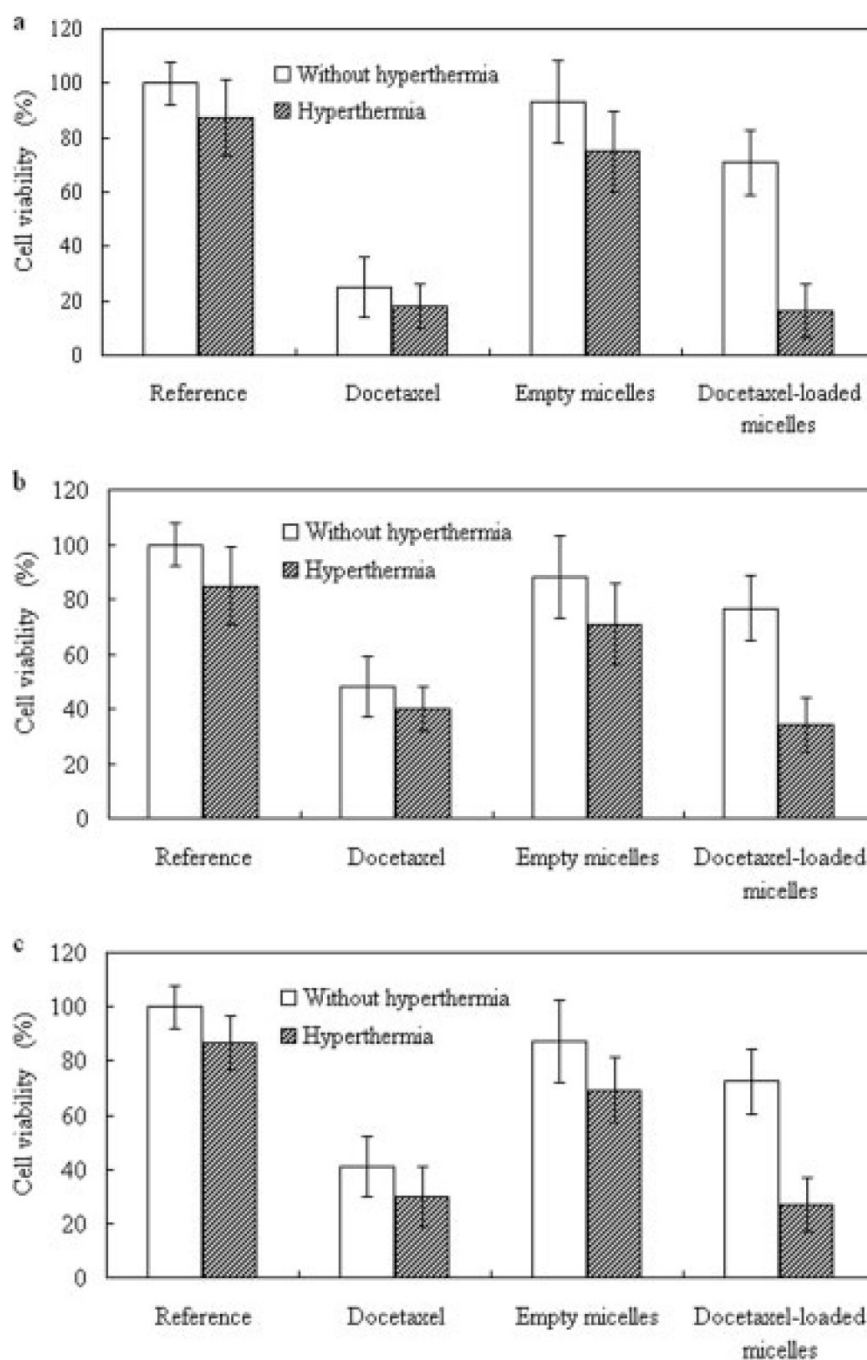 a
120
100
80
60
40
20
0
Cell viability (%)
Without hyperthermia
Hyperthermia
Reference Docetaxel Empty micelles Docetaxel-loaded
micelles
b
120
100
80
60
40
20
0
Cell viability (%)
Without hyperthermia
Hyperthermia
Reference Docetaxel Empty micelles Docetaxel-loaded
micelles
c
120
100
80
60
40
20
0
Cell viability (%)
Without hyperthermia
Hyperthermia
Reference Docetaxel Empty micelles Docetaxel-loaded
micelles